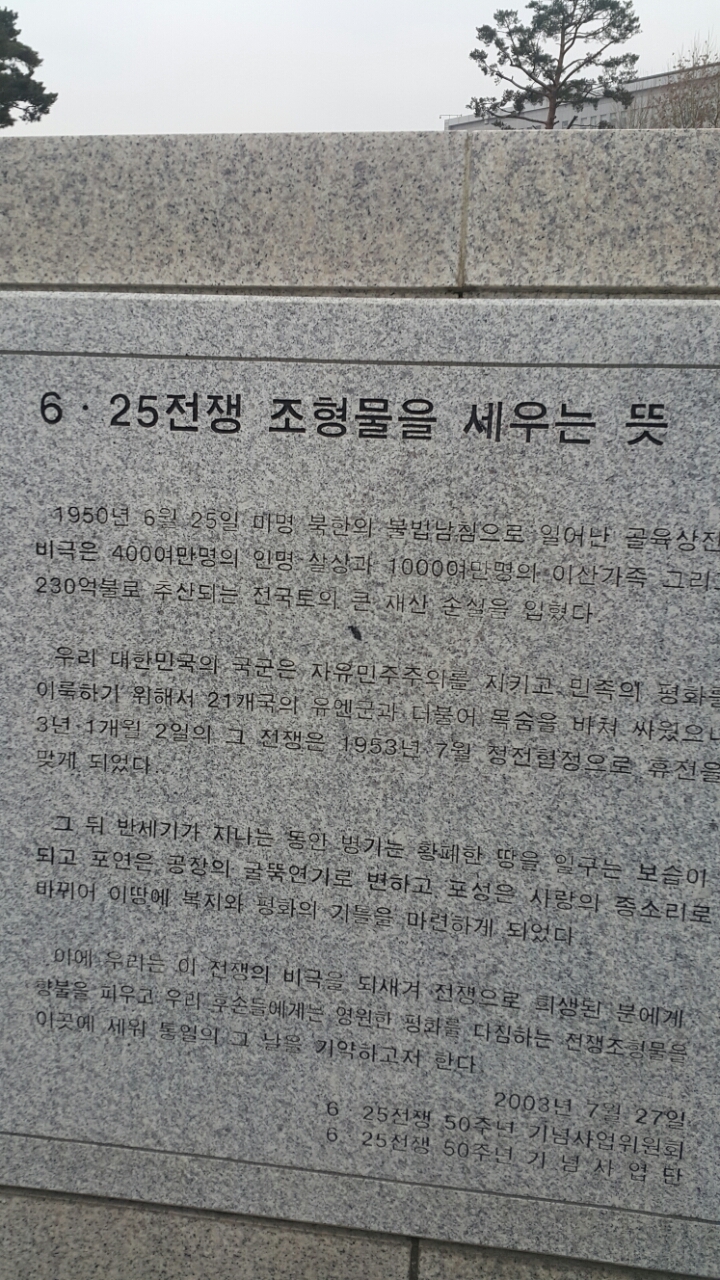 6 · 25전쟁 조형물을 세우는 뜻
1950년 6월 25일 미명 북한의 불법남침으로 일어난 골육상잔
비극은 400여만명의 인명 살상과 1000여만명의 이산가족 그리
230억불로 추산되는 전국토의 큰 재산 손실을 입혔다.
우리 대한민국의 국군은 자유민주주의를 지키고 민족의 평화를
이룩하기 위해서 21개국의 유엔군과 더불어 목숨을 바쳐 싸웠으나
3년 1개월 2일의 그 전쟁은 1953년 7월 정전협정으로 휴전을
맞게 되었다.
그 뒤 반세기가 지나는 동안 병기는 황폐한 땅을 일구는 보습이
되고 포연은 공장의 굴뚝연기로 변하고 포성은 사랑의 종소리로
바뀌어 이땅에 복지와 평화의 기틀을 마련하게 되었다.
이에 우리는 이 전쟁의 비극을 되새겨 전쟁으로 희생된 분에게
향불을 피우고 우리 후손들에게는 영원한 평화를 다짐하는 전쟁조형물을
이곳에 세워 통일의 그 날을 기약하고저 한다.
2003년 7월 27일
6 25전쟁 50주년 기념사업위원회
6 25전쟁 50주년 기 념 사 업 단